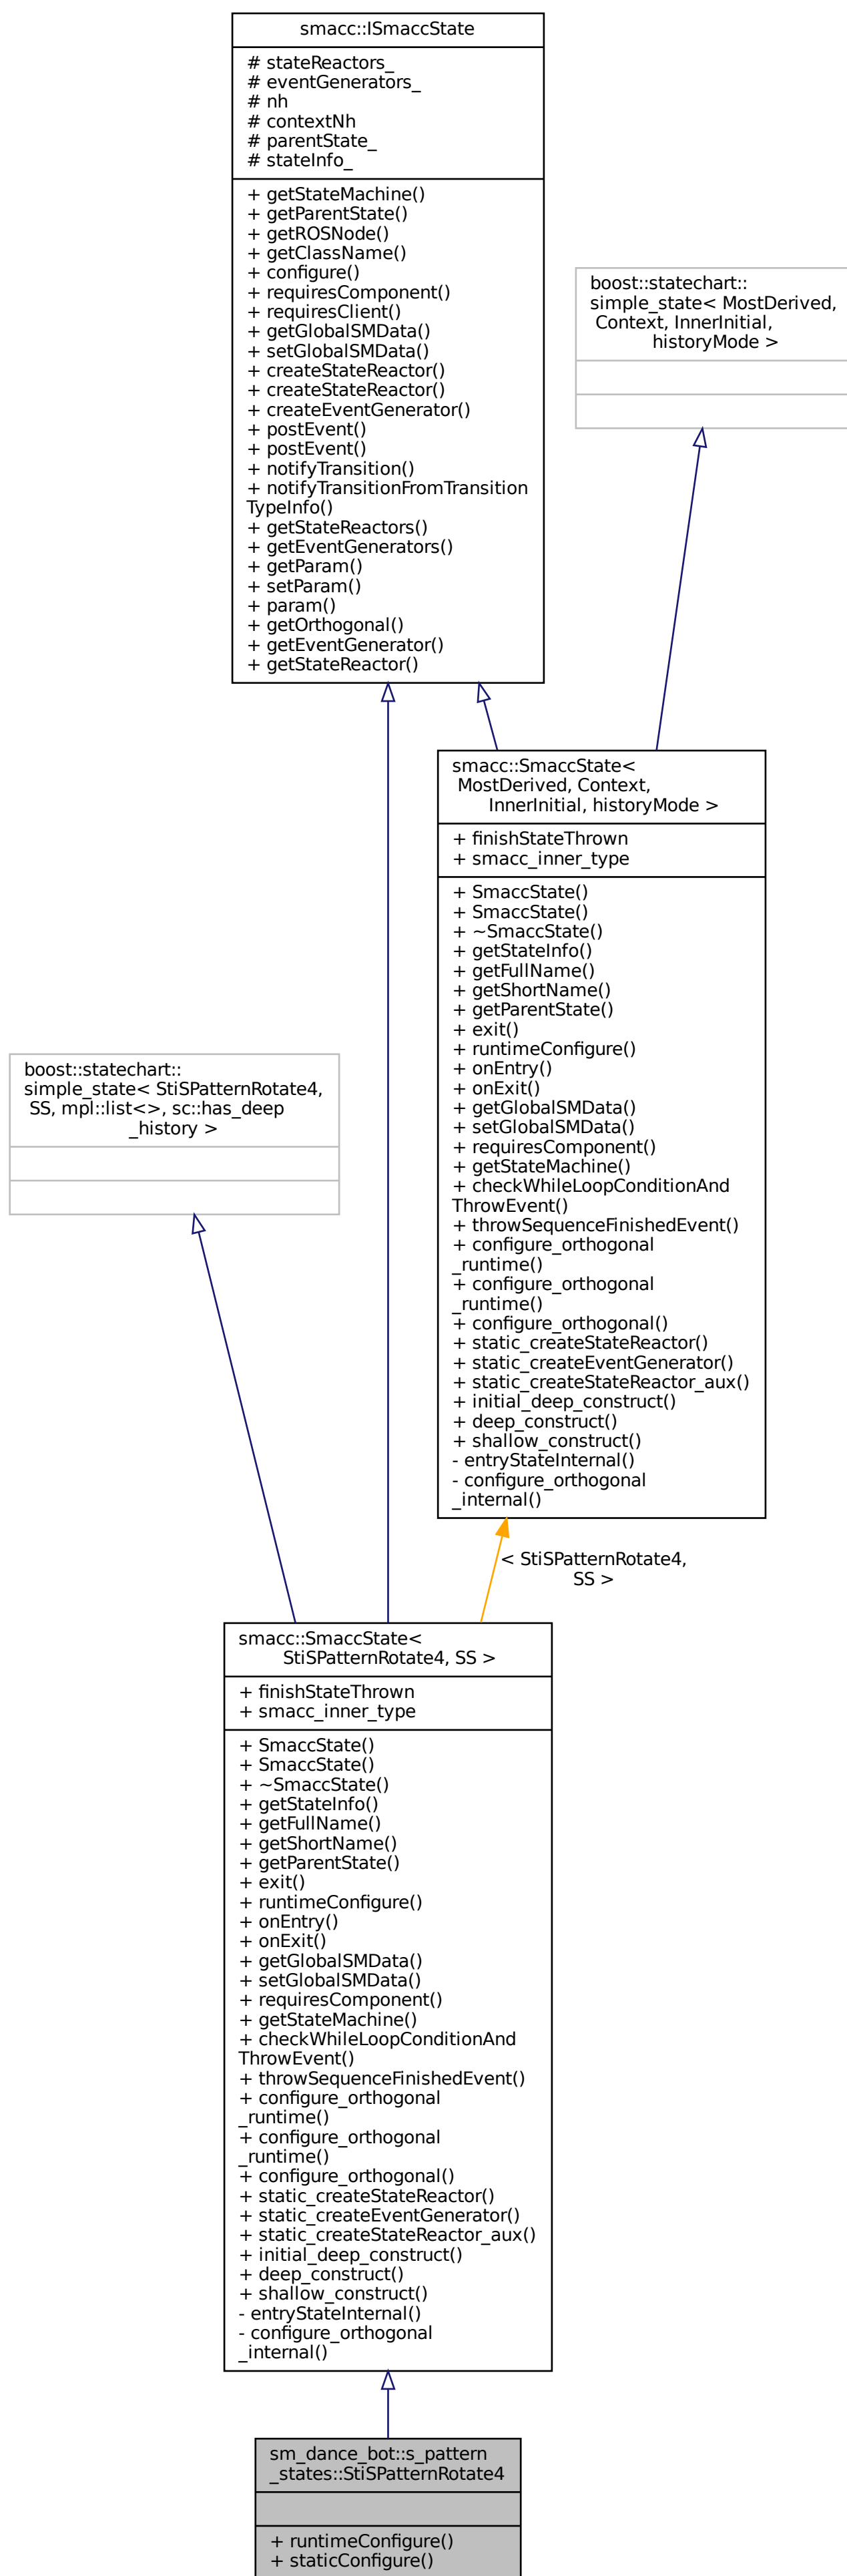 smacc::ISmaccState
# stateReactors_
# eventGenerators_
# nh
# contextNh
# parentState_
# stateInfo_
+ getStateMachine()
+ getParentState()
+ getROSNode()
+ getClassName()
+ configure()
+ requiresComponent()
+ requiresClient()
+ getGlobalSMData()
+ setGlobalSMData()
+ createStateReactor()
+ createStateReactor()
+ createEventGenerator()
+ postEvent()
+ postEvent()
+ notifyTransition()
+ notifyTransitionFromTransition
TypeInfo()
+ getStateReactors()
+ getEventGenerators()
+ getParam()
+ setParam()
+ param()
+ getOrthogonal()
+ getEventGenerator()
+ getStateReactor()
boost::statechart::
simple_state< MostDerived,
Context, InnerInitial,
historyMode >
smacc::SmaccState<
MostDerived, Context,
InnerInitial, historyMode >
+ finishStateThrown
+ smacc_inner_type
+ SmaccState()
+ SmaccState()
+ ~SmaccState()
+ getStateInfo()
+ getFullName()
+ getShortName()
+ getParentState()
+ exit()
+ runtimeConfigure()
+ onEntry()
+ onExit()
+ getGlobalSMData()
+ setGlobalSMData()
+ requiresComponent()
+ getStateMachine()
+ checkWhileLoopConditionAnd
ThrowEvent()
+ throwSequenceFinishedEvent()
+ configure_orthogonal
_runtime()
+ configure_orthogonal
_runtime()
+ configure_orthogonal()
+ static_createStateReactor()
+ static_createEventGenerator()
+ static_createStateReactor_aux()
+ initial_deep_construct()
+ deep_construct()
+ shallow_construct()
- entryStateInternal()
- configure_orthogonal
_internal()
boost::statechart::
simple_state< StiSPatternRotate4,
SS, mpl::list<>, sc::has_deep
_history >
< StiSPatternRotate4,
SS >
smacc::SmaccState<
StiSPatternRotate4, SS >
+ finishStateThrown
+ smacc_inner_type
+ SmaccState()
+ SmaccState()
+ ~SmaccState()
+ getStateInfo()
+ getFullName()
+ getShortName()
+ getParentState()
+ exit()
+ runtimeConfigure()
+ onEntry()
+ onExit()
+ getGlobalSMData()
+ setGlobalSMData()
+ requiresComponent()
+ getStateMachine()
+ checkWhileLoopConditionAnd
ThrowEvent()
+ throwSequenceFinishedEvent()
+ configure_orthogonal
_runtime()
+ configure_orthogonal
_runtime()
+ configure_orthogonal()
+ static_createStateReactor()
+ static_createEventGenerator()
+ static_createStateReactor_aux()
+ initial_deep_construct()
+ deep_construct()
+ shallow_construct()
- entryStateInternal()
- configure_orthogonal
_internal()
sm_dance_bot::s_pattern
_states::StiSPatternRotate4
+ runtimeConfigure()
+ staticConfigure()